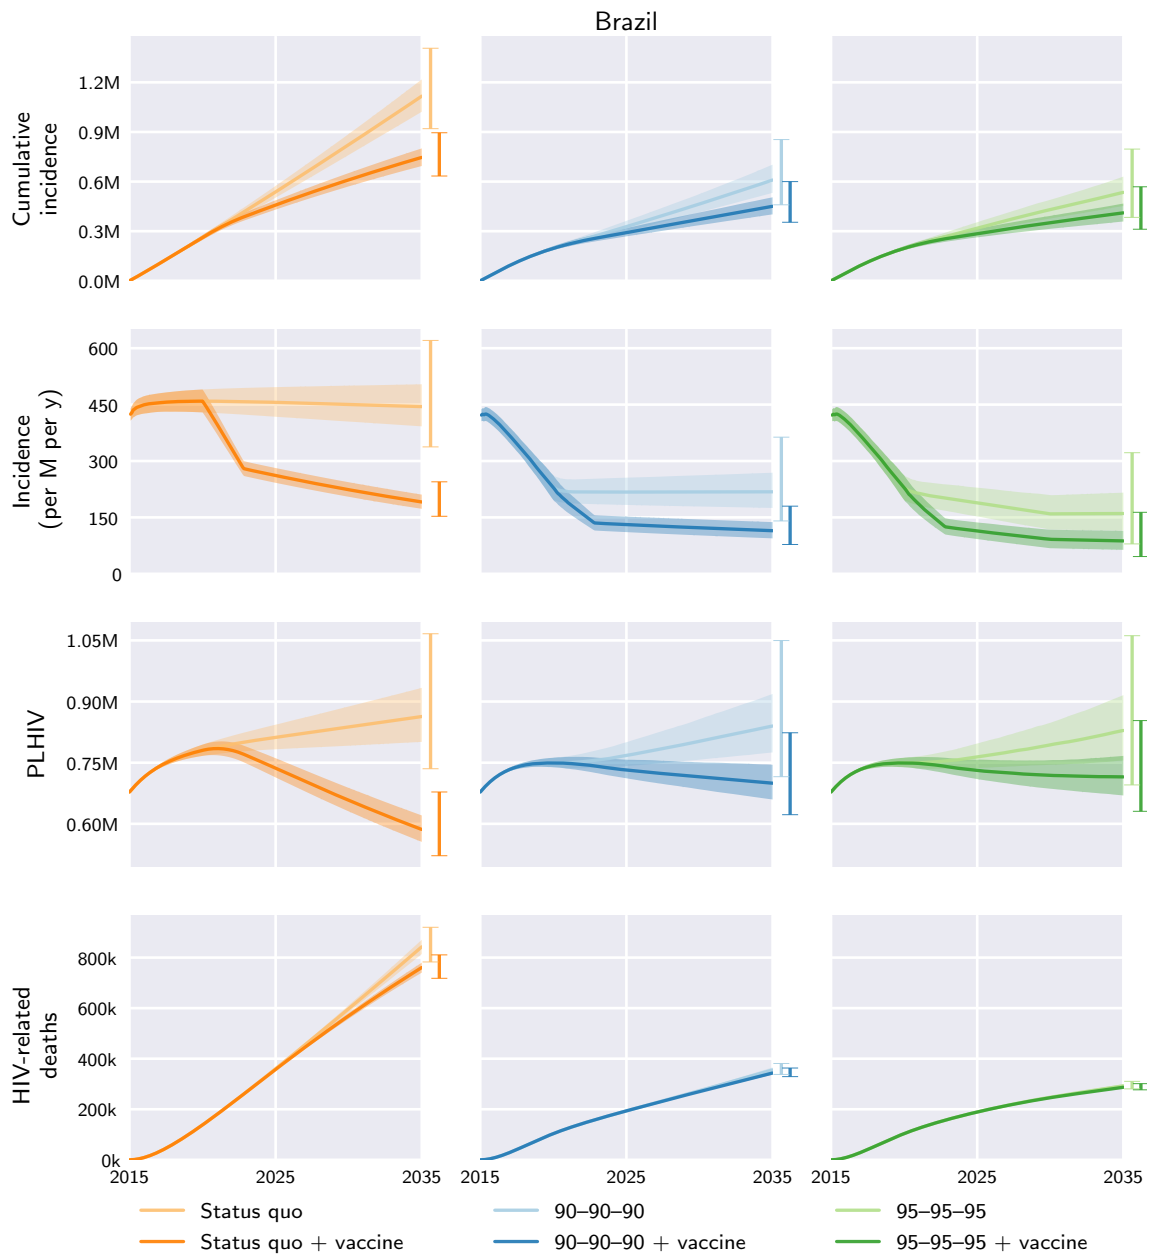 Brazil
Cumulative
incidence
1.2M
0.9M
0.6M
0.3M
0.0M
Incidence
(per M per y)
600
450
300
150
0
PLHIV
1.05M
0.90M
0.75M
0.60M
HIV-related
deaths
800k
600k
400k
200k
0k
2015 2025 2035 2015 2025 2035 2015 2025 2035
Status quo 90–90–90 95–95–95
Status quo + vaccine 90–90–90 + vaccine 95–95–95 + vaccine